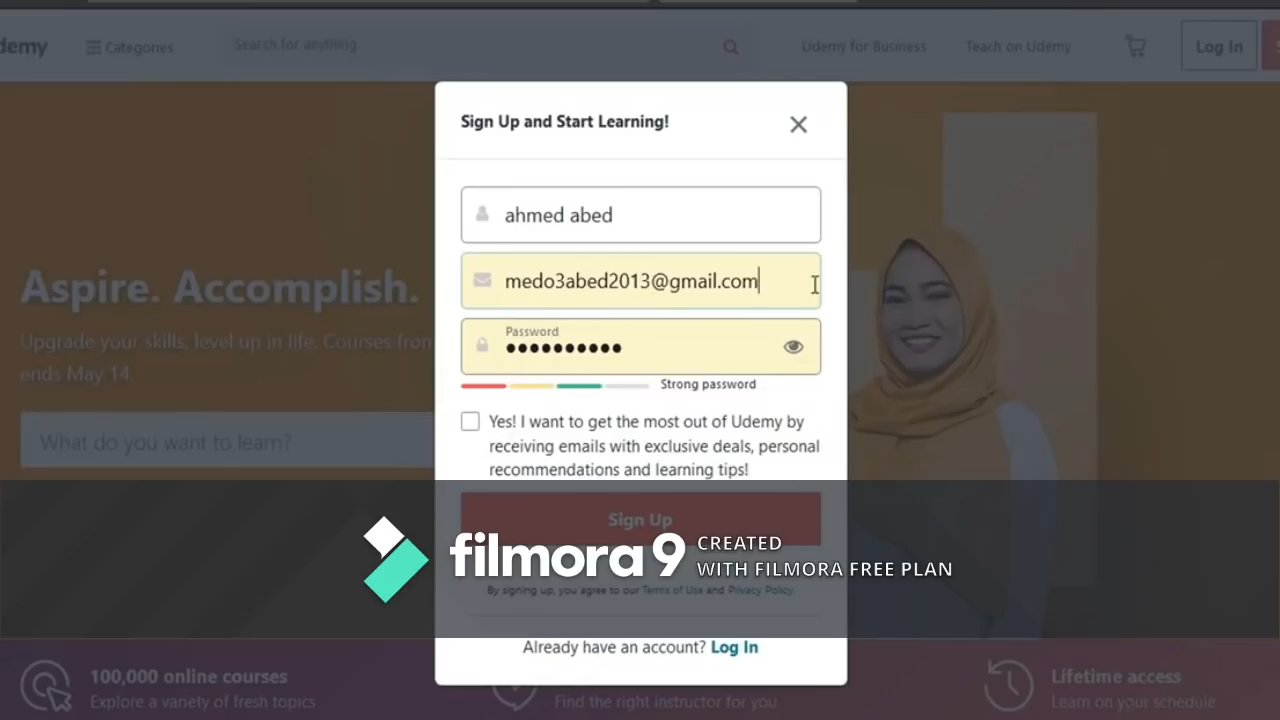 demy
Categories
Search for anything
Udemy for Business
Teach on Udemy
Log In
Sign Up and Start Learning!
ahmed abed
medo3abed2013@gmail.com
Password
Strong password
Yes! I want to get the most out of Udemy by
receiving emails with exclusive deals, personal
recommendations and learning tips!
Aspire. Accomplish.
Upgrade your skills, level up in life. Courses from
ends May 14.
What do you want to learn?
Sign Up
filmora 9
CREATED
WITH FILMORA FREE PLAN
By signing up, you agree to our Terms of Use and Privacy Policy.
Already have an account? Log In
100,000 online courses
Explore a variety of fresh topics
Find the right instructor for you
Lifetime access
Learn on your schedule